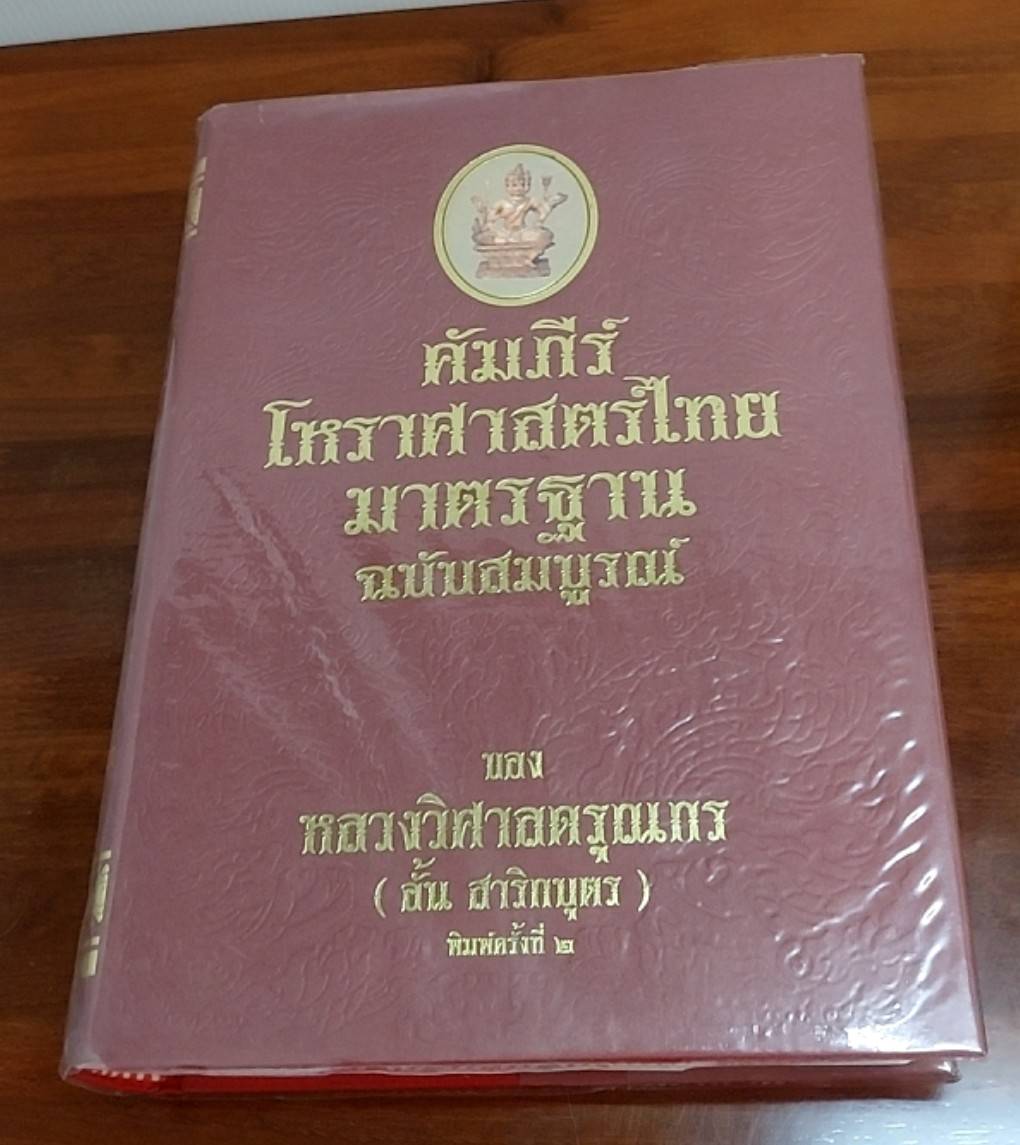 คัมภีร์
โหราศาสตร์ไทย
มาตรฐาน
ฉบับสมบูรณ์
ของ
หลวงวิศาลดรุณกร
( อั้น สาริกบุตร )
พิมพ์ครั้งที่ ๒